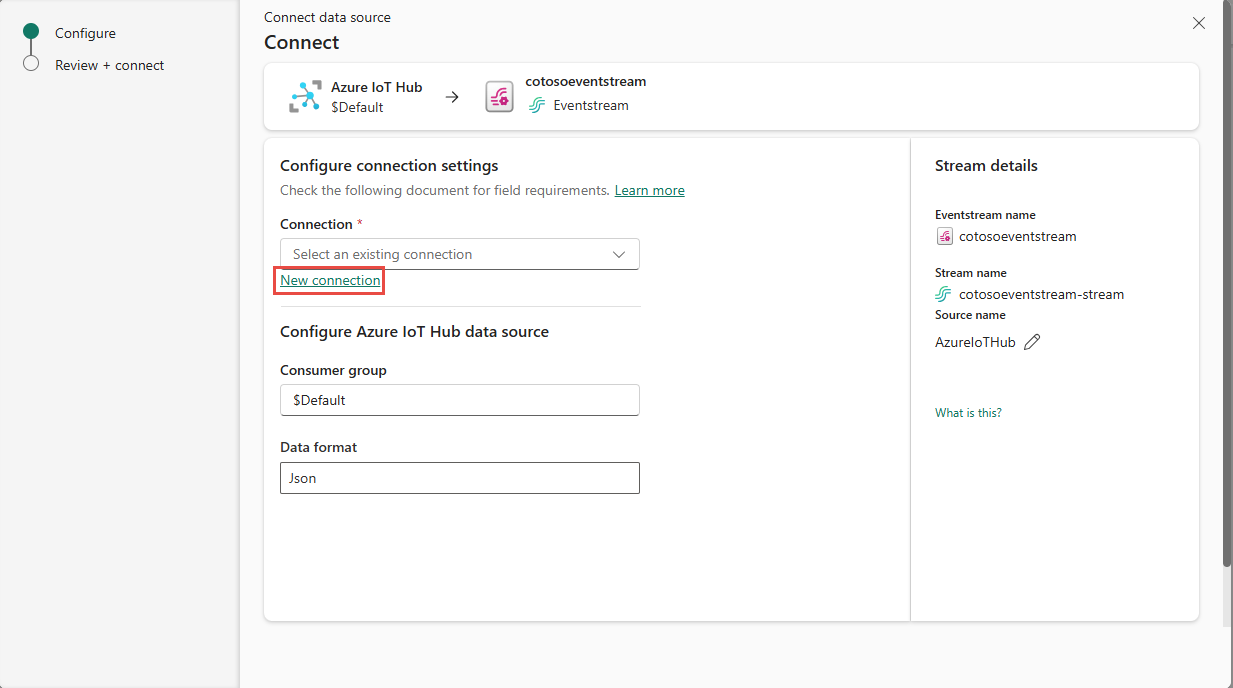 Configure
Review + connect
Connect data source
Connect
Azure IoT Hub
$Default
cotosoeventstream
Eventstream
Configure connection settings
Check the following document for field requirements. Learn more
Connection *
Select an existing connection
New connection
Configure Azure IoT Hub data source
Consumer group
$Default
Data format
Json
Stream details
Eventstream name
cotosoeventstream
Stream name
cotosoeventstream-stream
Source name
AzureIoTHub
What is this?